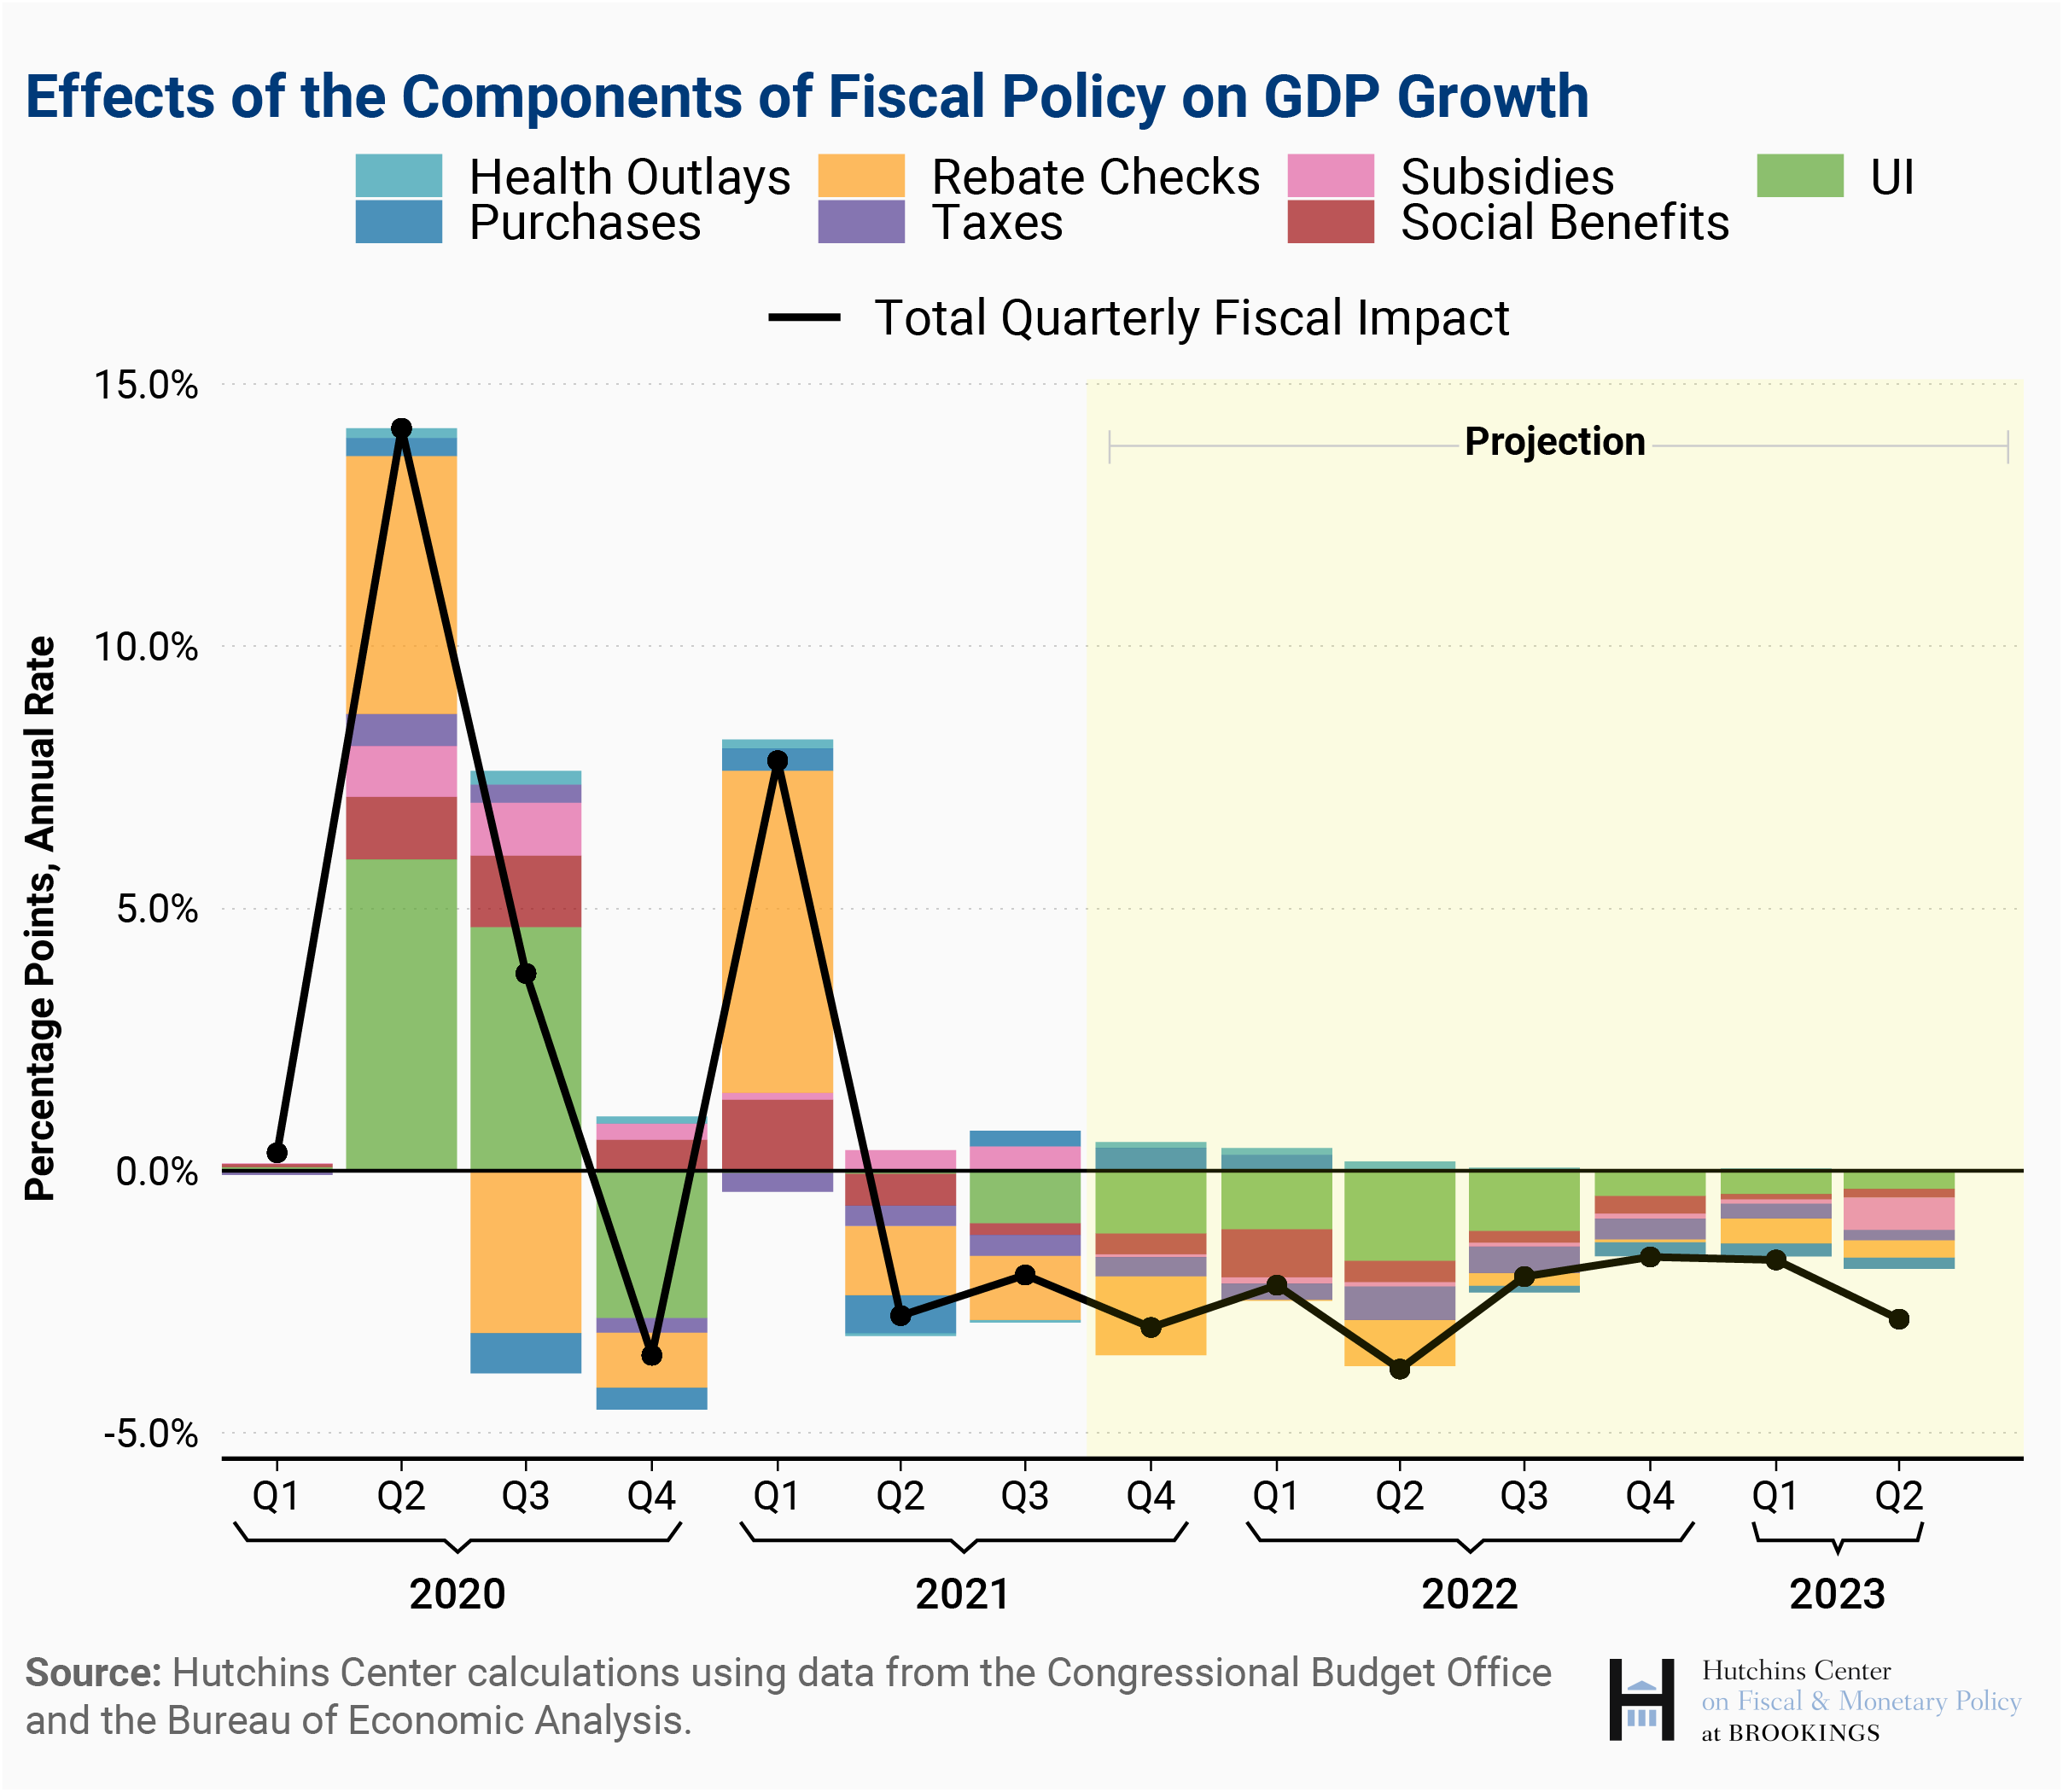 Effects of the Components of Fiscal Policy on GDP Growth
Health Outlays Rebate Checks Subsidies UI
Purchases Taxes Social Benefits
Total Quarterly Fiscal Impact
Percentage Points, Annual Rate
15.0%
10.0%
5.0%
0.0%
-5.0%
Projection
Q1 Q2 Q3 Q4 Q1 Q2 Q3 Q4 Q1 Q2 Q3 Q4 Q1 Q2
2020 2021 2022 2023
Source: Hutchins Center calculations using data from the Congressional Budget Office
and the Bureau of Economic Analysis.
Hutchins Center
on Fiscal & Monetary Policy
at BROOKINGS